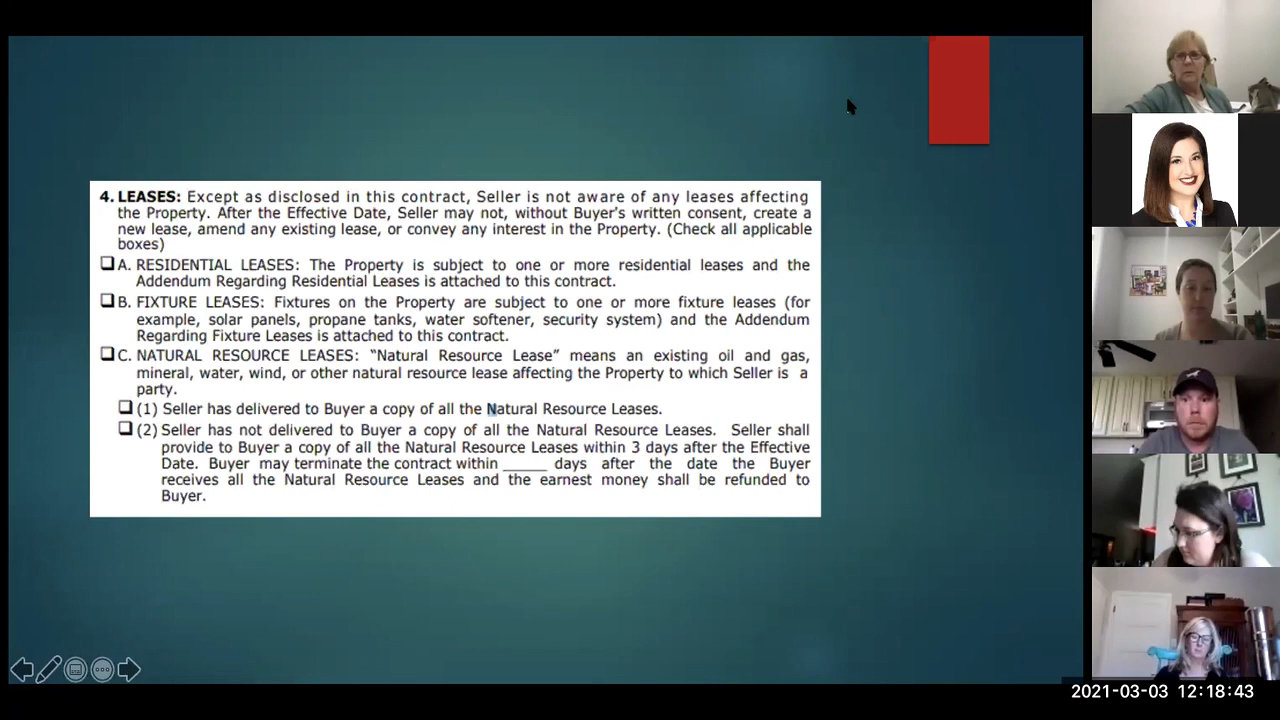 4. LEASES: Except as disclosed in this contract, Seller is not aware of any leases affecting
the Property. After the Effective Date, Seller may not, without Buyer's written consent, create a
new lease, amend any existing lease, or convey any interest in the Property. (Check all applicable
boxes)
A. RESIDENTIAL LEASES: The Property is subject to one or more residential leases and the
Addendum Regarding Residential Leases is attached to this contract.
B. FIXTURE LEASES: Fixtures on the Property are subject to one or more fixture leases (for
example, solar panels, propane tanks, water softener, security system) and the Addendum
Regarding Fixture Leases is attached to this contract.
C. NATURAL RESOURCE LEASES: “Natural Resource Lease” means an existing oil and gas,
mineral, water, wind, or other natural resource lease affecting the Property to which Seller is a
party.
(1) Seller has delivered to Buyer a copy of all the Natural Resource Leases.
(2) Seller has not delivered to Buyer a copy of all the Natural Resource Leases. Seller shall
provide to Buyer a copy of all the Natural Resource Leases within 3 days after the Effective
Date. Buyer may terminate the contract within ______ days after the date the Buyer
receives all the Natural Resource Leases and the earnest money shall be refunded to
Buyer.
2021-03-03 12:18:43